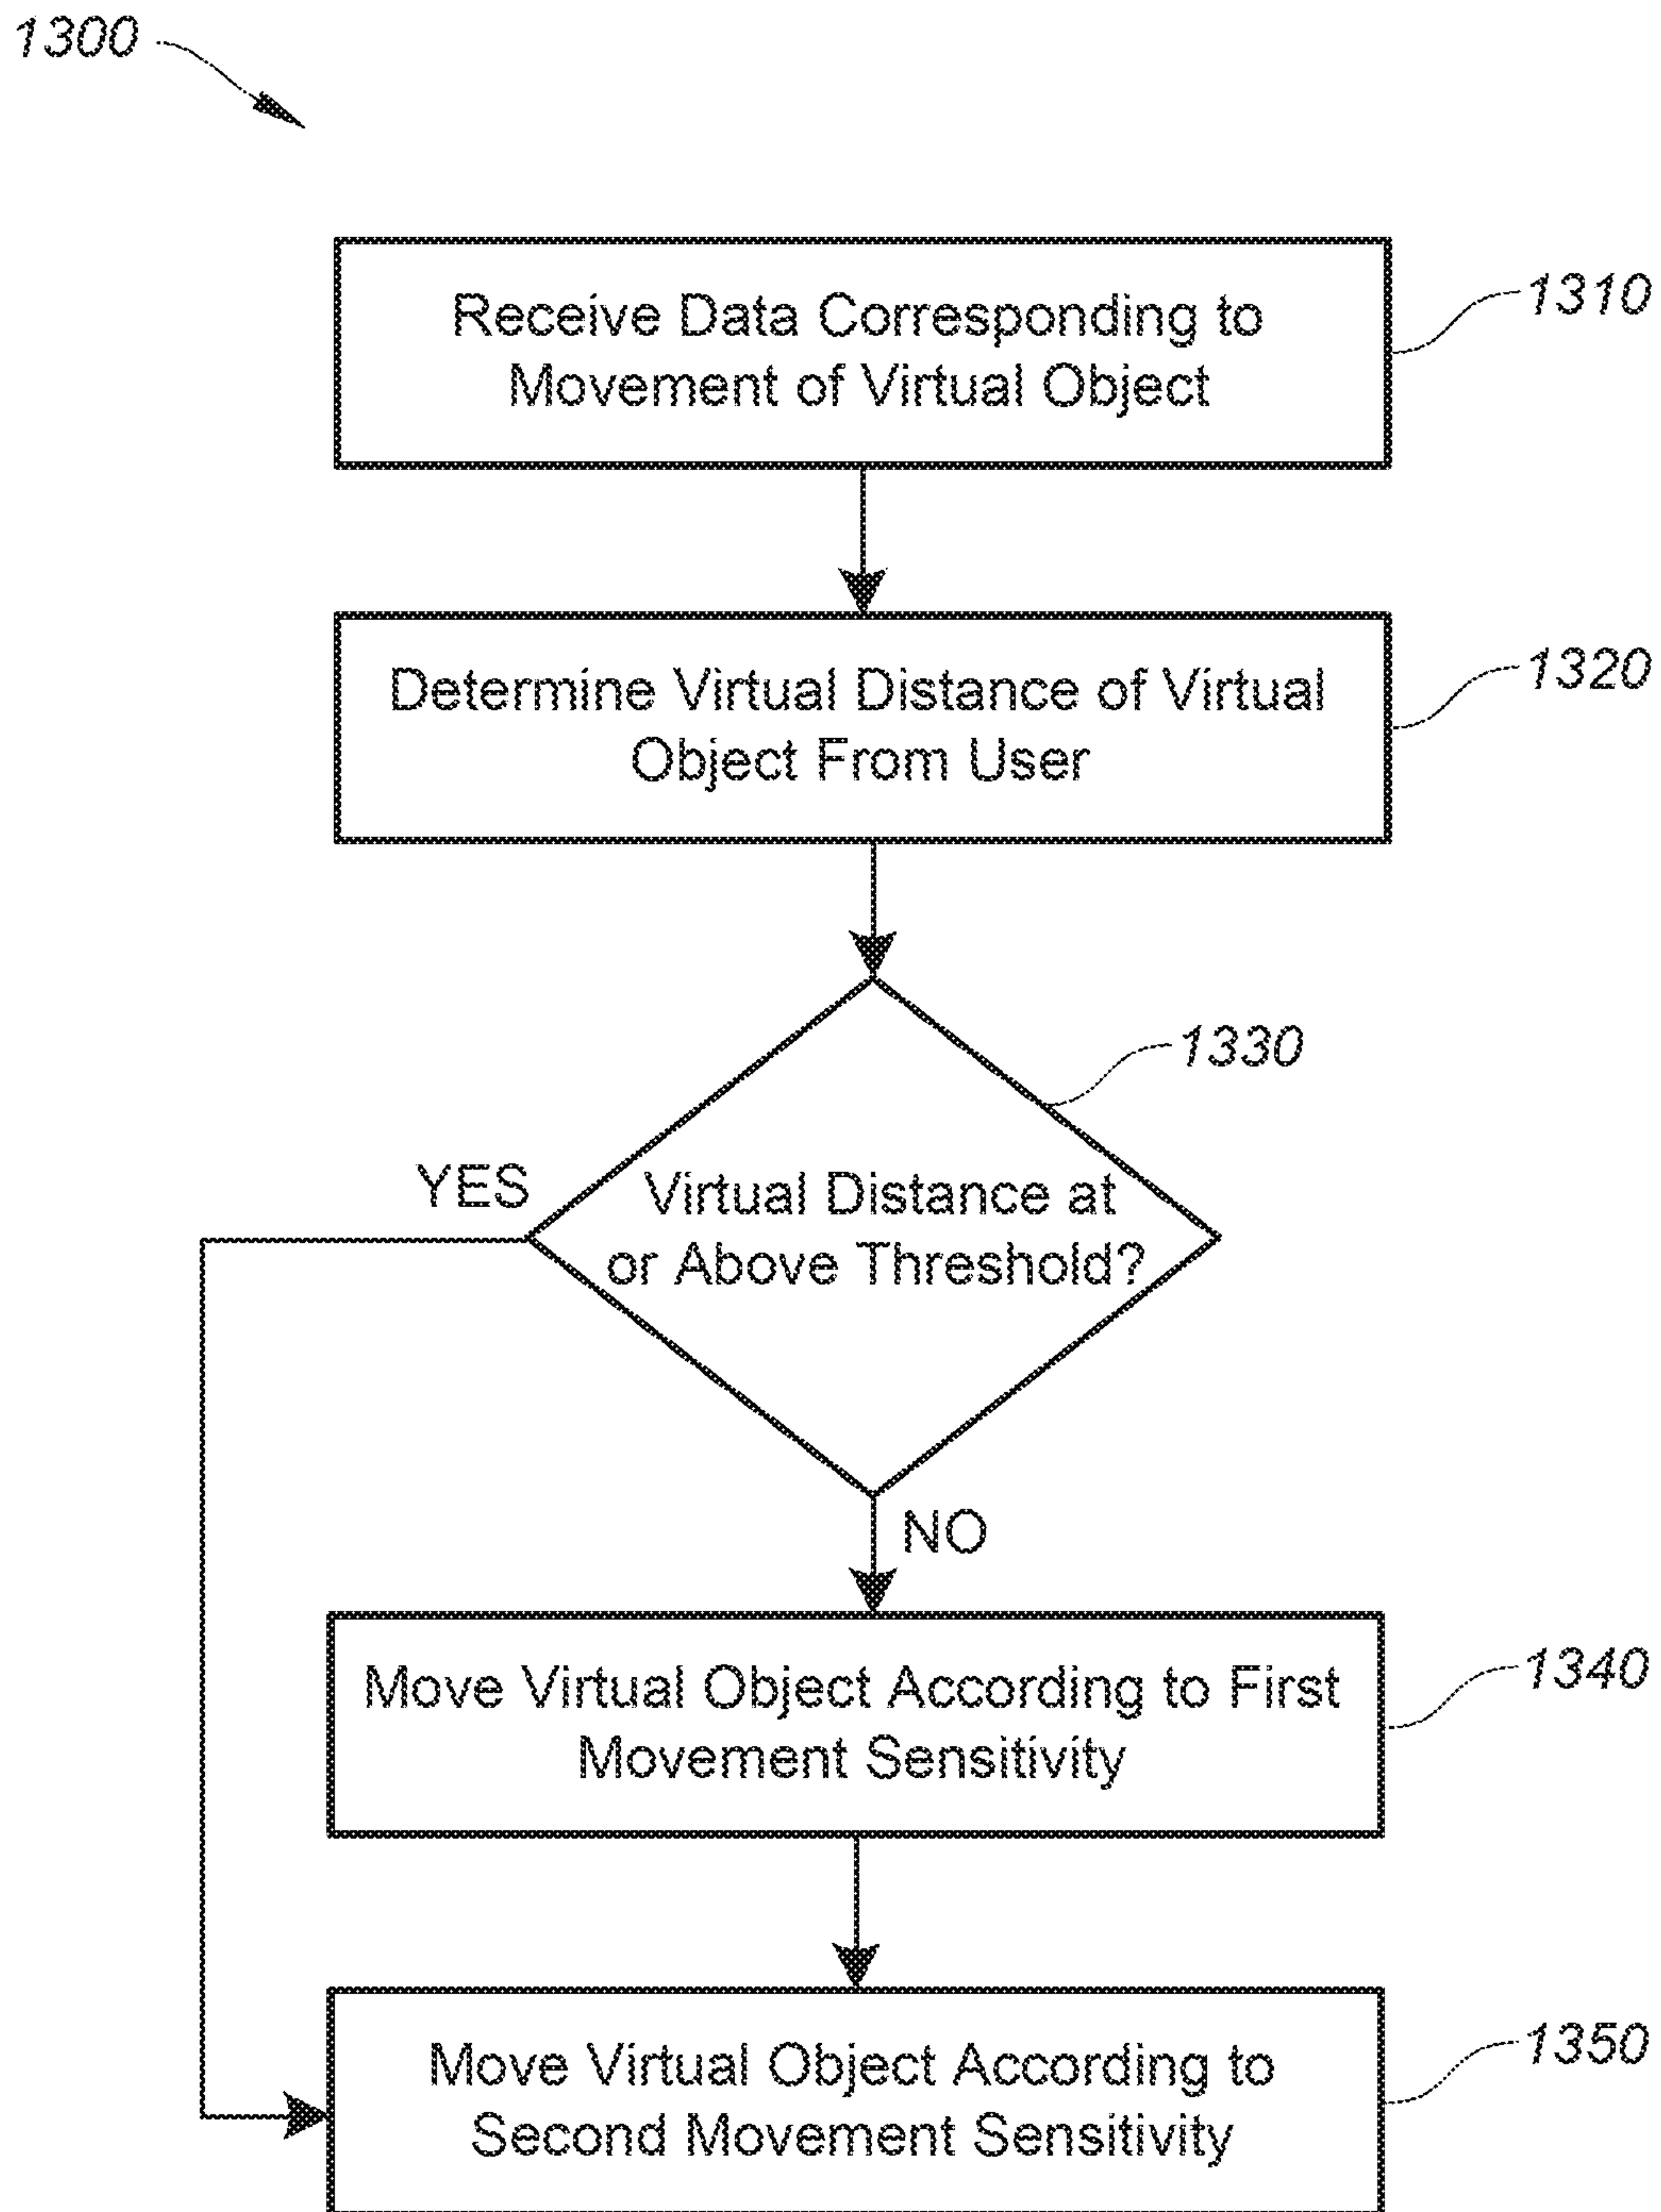 1300
Receive Data Corresponding to
Movement of Virtual Object
1310
Determine Virtual Distance of Virtual
Object From User
1320
1330
YES
Virtual Distance at
or Above Threshold?
NO
Move Virtual Object According to First
Movement Sensitivity
1340
Move Virtual Object According to
Second Movement Sensitivity
1350